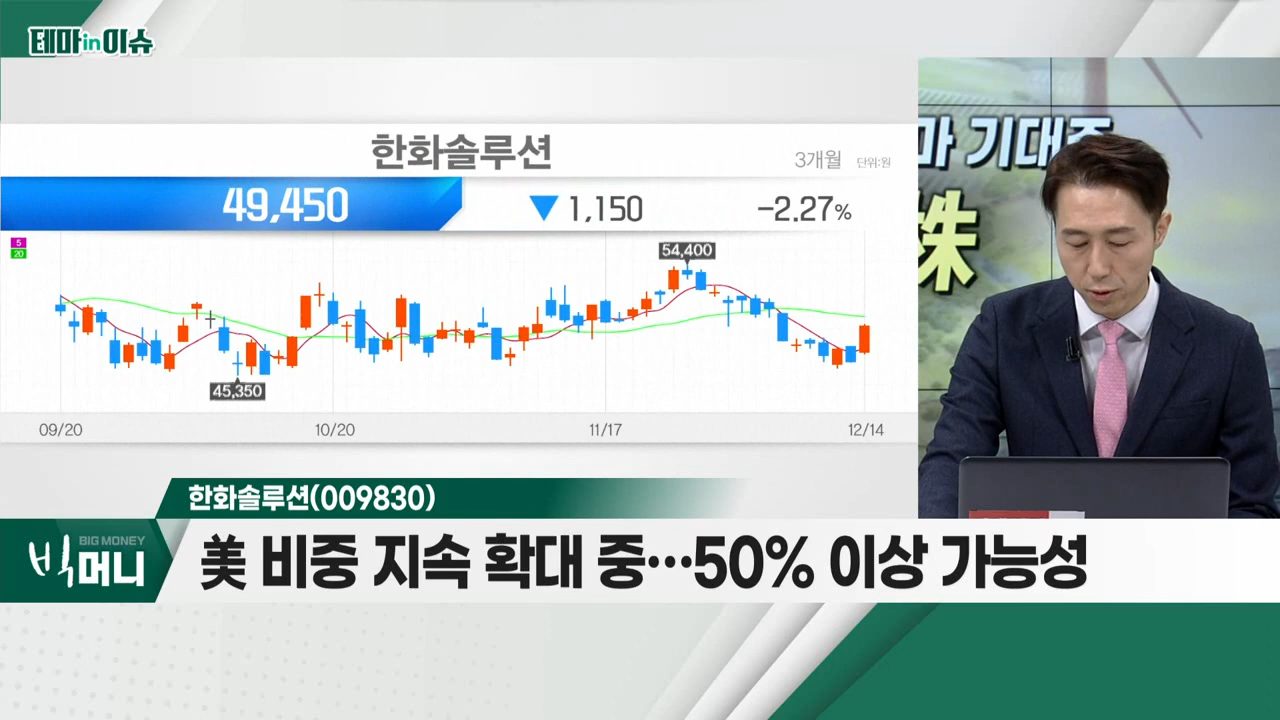 테마in이슈
한화솔루션
3개월 단위:원
49,450 ▼1,150 -2.27%
5
20
54,400
45,350
09/20 10/20 11/17 12/14
마 기대
株
한화솔루션(009830)
BIG MONEY
빅머니
美 비중 지속 확대 중…50% 이상 가능성